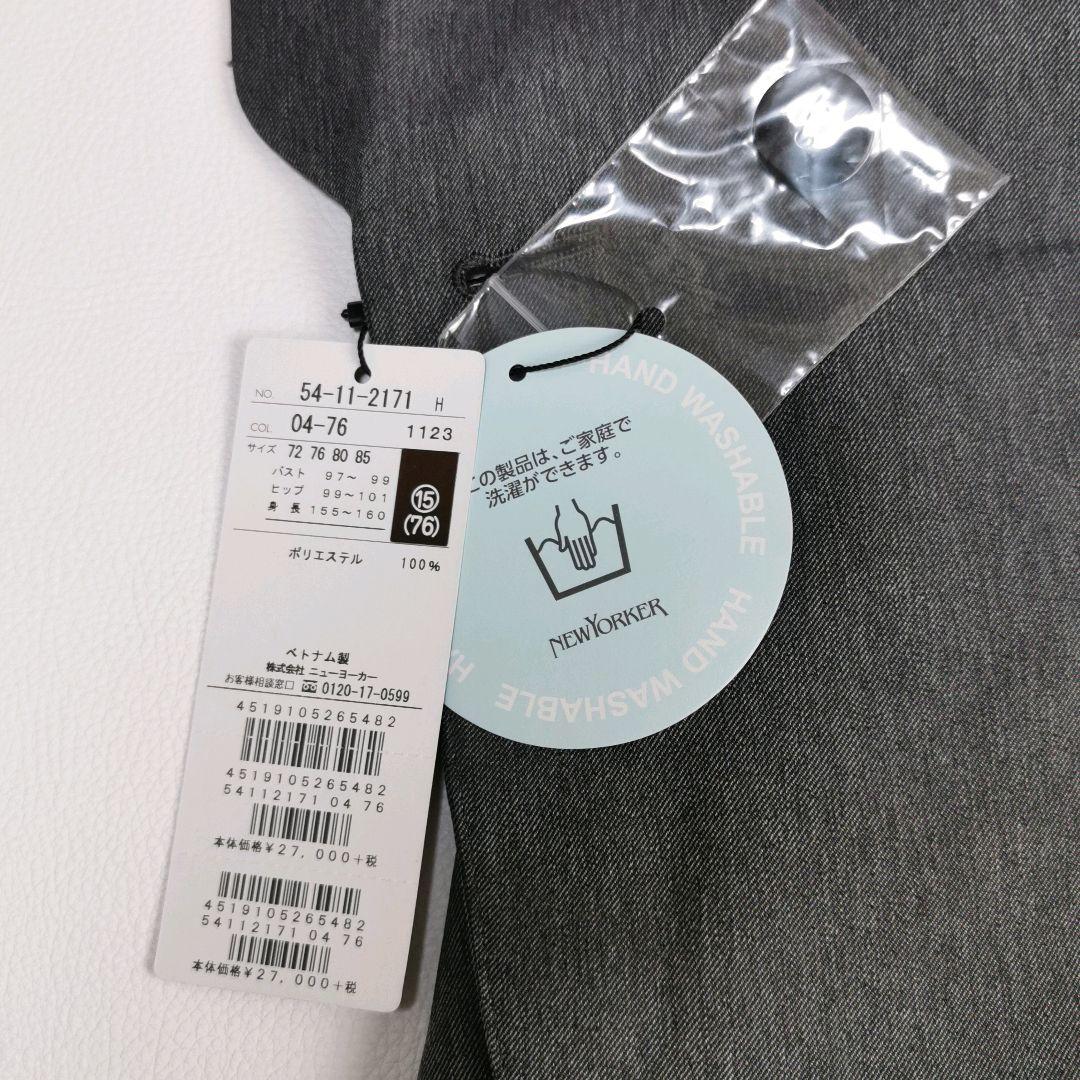 NO. 54-11-2171 H
COL. 04-76 1123
サイズ 72 76 80 85
バスト 97〜 99
ヒップ 99〜101
身 長 155〜160
⑮
(76)
ポリエステル 100%
ベトナム製
株式会社 ニューヨーカー
お客様相談窓口 0120-17-0599
4519105265482
4519105265482
54112171 04 76
本体価格¥27,000+税
4519105265482
54112171 04 76
本体価格¥27,000+税
HAND WASHABLE
HAND WASHABLE
この製品は、ご家庭で
洗濯ができます。
NEWYORKER